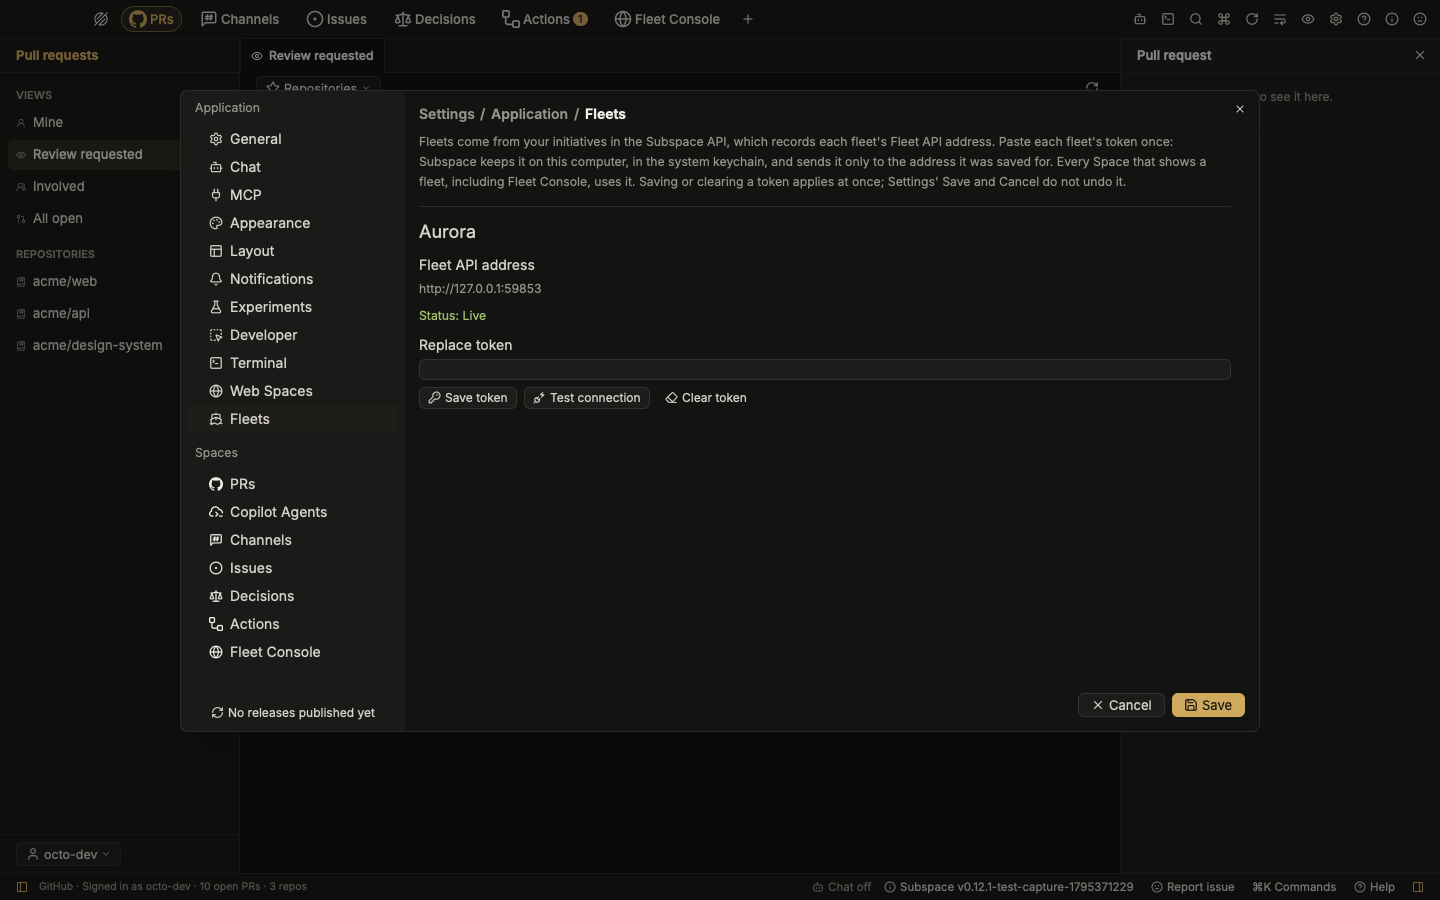 PRs
Channels
Issues
Decisions
Actions 1
Fleet Console
Pull requests
Review requested
Pull request
VIEWS
Mine
Review requested
Involved
All open
REPOSITORIES
acme/web
acme/api
acme/design-system
Repositories
o see it here.
Application
General
Chat
MCP
Appearance
Layout
Notifications
Experiments
Developer
Terminal
Web Spaces
Fleets
Spaces
PRs
Copilot Agents
Channels
Issues
Decisions
Actions
Fleet Console
No releases published yet
Settings / Application / Fleets
Fleets come from your initiatives in the Subspace API, which records each fleet's Fleet API address. Paste each fleet's token once:
Subspace keeps it on this computer, in the system keychain, and sends it only to the address it was saved for. Every Space that shows a
fleet, including Fleet Console, uses it. Saving or clearing a token applies at once; Settings' Save and Cancel do not undo it.
Aurora
Fleet API address
http://127.0.0.1:59853
Status: Live
Replace token
Save token
Test connection
Clear token
Cancel
Save
octo-dev
GitHub · Signed in as octo-dev · 10 open PRs · 3 repos
Chat off
Subspace v0.12.1-test-capture-1795371229
Report issue
⌘K Commands
Help